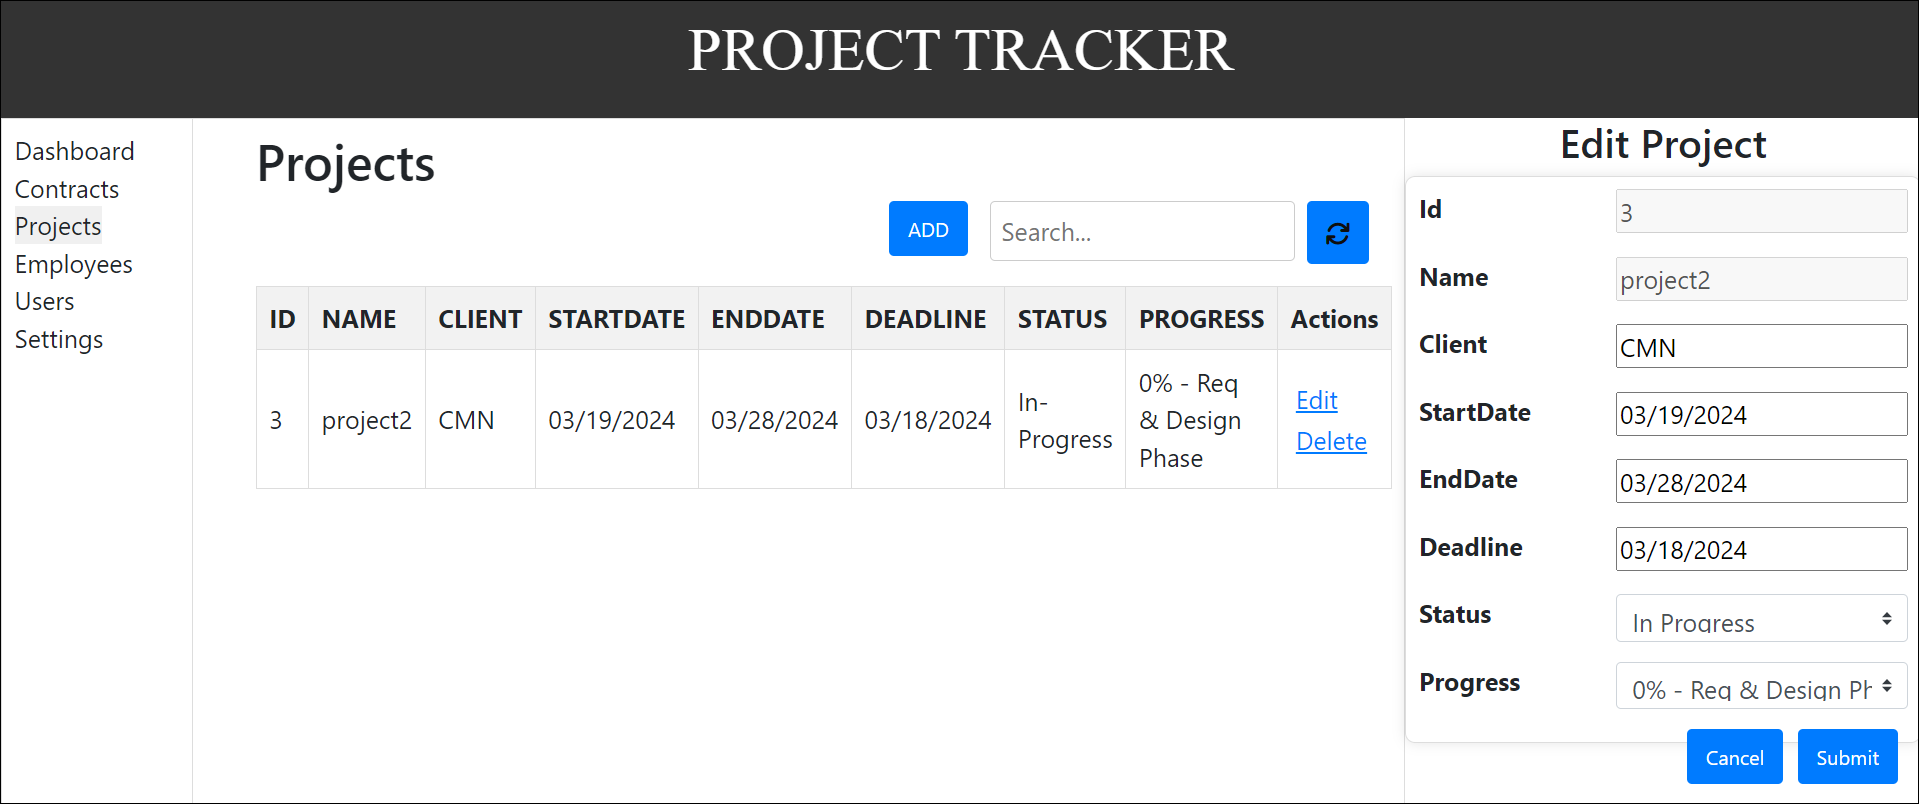 PROJECT TRACKER
Dashboard
Contracts
Projects
Employees
Users
Settings
Projects
ADD
Search...
ID NAME CLIENT STARTDATE ENDDATE DEADLINE STATUS PROGRESS Actions
3 project2 CMN 03/19/2024 03/28/2024 03/18/2024
In-
Progress
0% - Req
& Design
Phase
Edit
Delete
Edit Project
Id 3
Name project2
Client CMN
StartDate 03/19/2024
EndDate 03/28/2024
Deadline 03/18/2024
Status In Progress
Progress 0% - Req & Design Ph
Cancel Submit